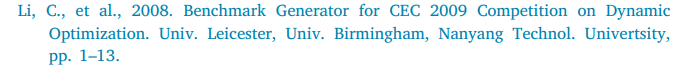 Li, C., et al., 2008. Benchmark Generator for CEC 2009 Competition on Dynamic
Optimization. Univ. Leicester, Univ. Birmingham, Nanyang Technol. Univertsity,
pp. 1–13.